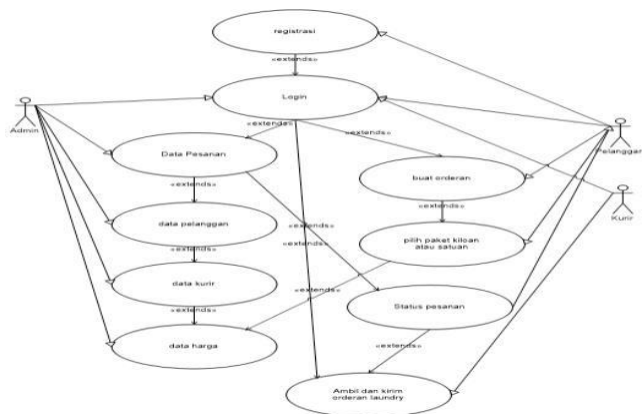 registrasi
«extends»
Login
Admin
«extends»
«extends»
Pelanggan
Data Pesanan
buat orderan
«extends»
«extends»
Kurir
data pelanggan
«extends»
pilih paket kiloan
atau satuan
«extends»
«extends»
data kurir
«extends»
Status pesanan
«extends»
data harga
«extends»
Ambil dan kirim
orderan laundry